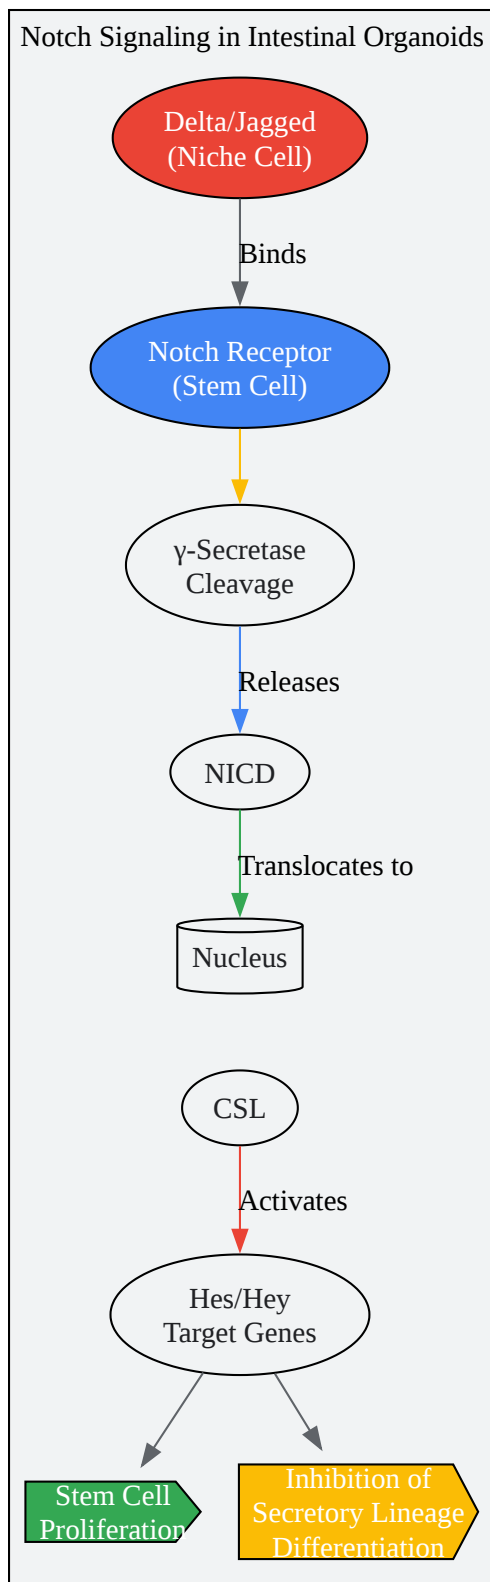 Notch Signaling in Intestinal Organoids
Delta/Jagged
(Niche Cell)
Binds
Notch Receptor
(Stem Cell)
γ-Secretase
Cleavage
Releases
NICD
Translocates to
Nucleus
CSL
Activates
Hes/Hey
Target Genes
Stem Cell
Proliferation
Inhibition of
Secretory Lineage
Differentiation